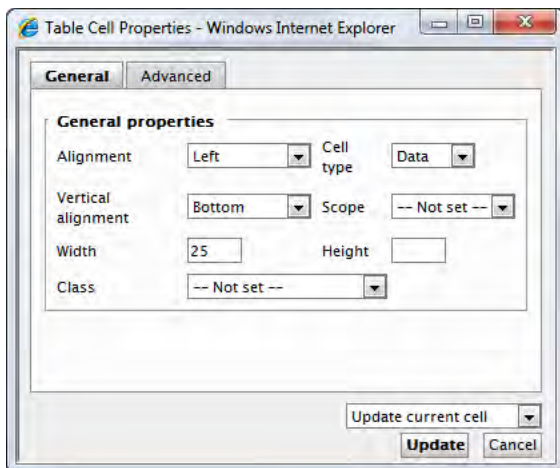 Table Cell Properties - Windows Internet Explorer
General Advanced
General properties
Alignment Left Cell type Data
Vertical alignment Bottom Scope -- Not set --
Width 25 Height
Class -- Not set --
Update current cell
Update Cancel